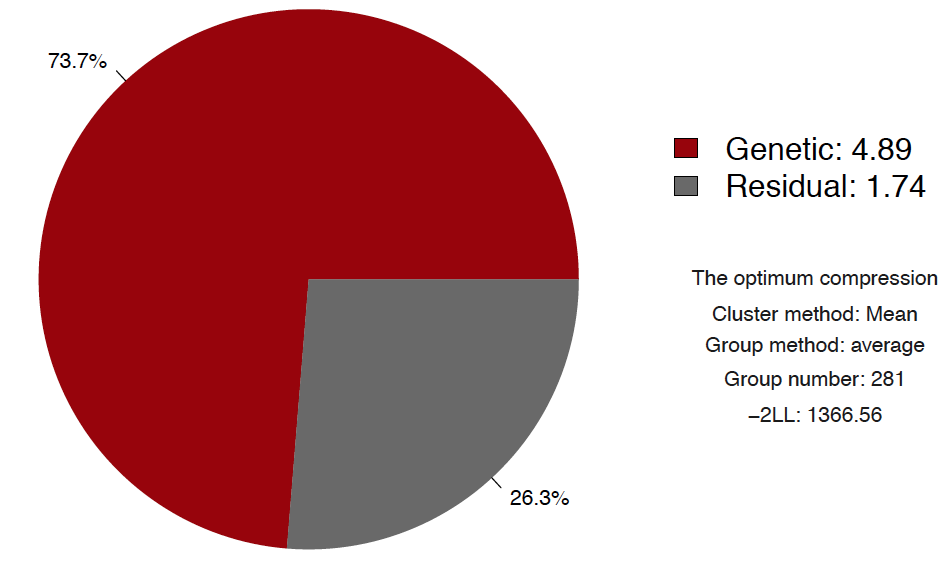 73.7%
Genetic: 4.89
Residual: 1.74
The optimum compression
Cluster method: Mean
Group method: average
Group number: 281
−2LL: 1366.56
26.3%